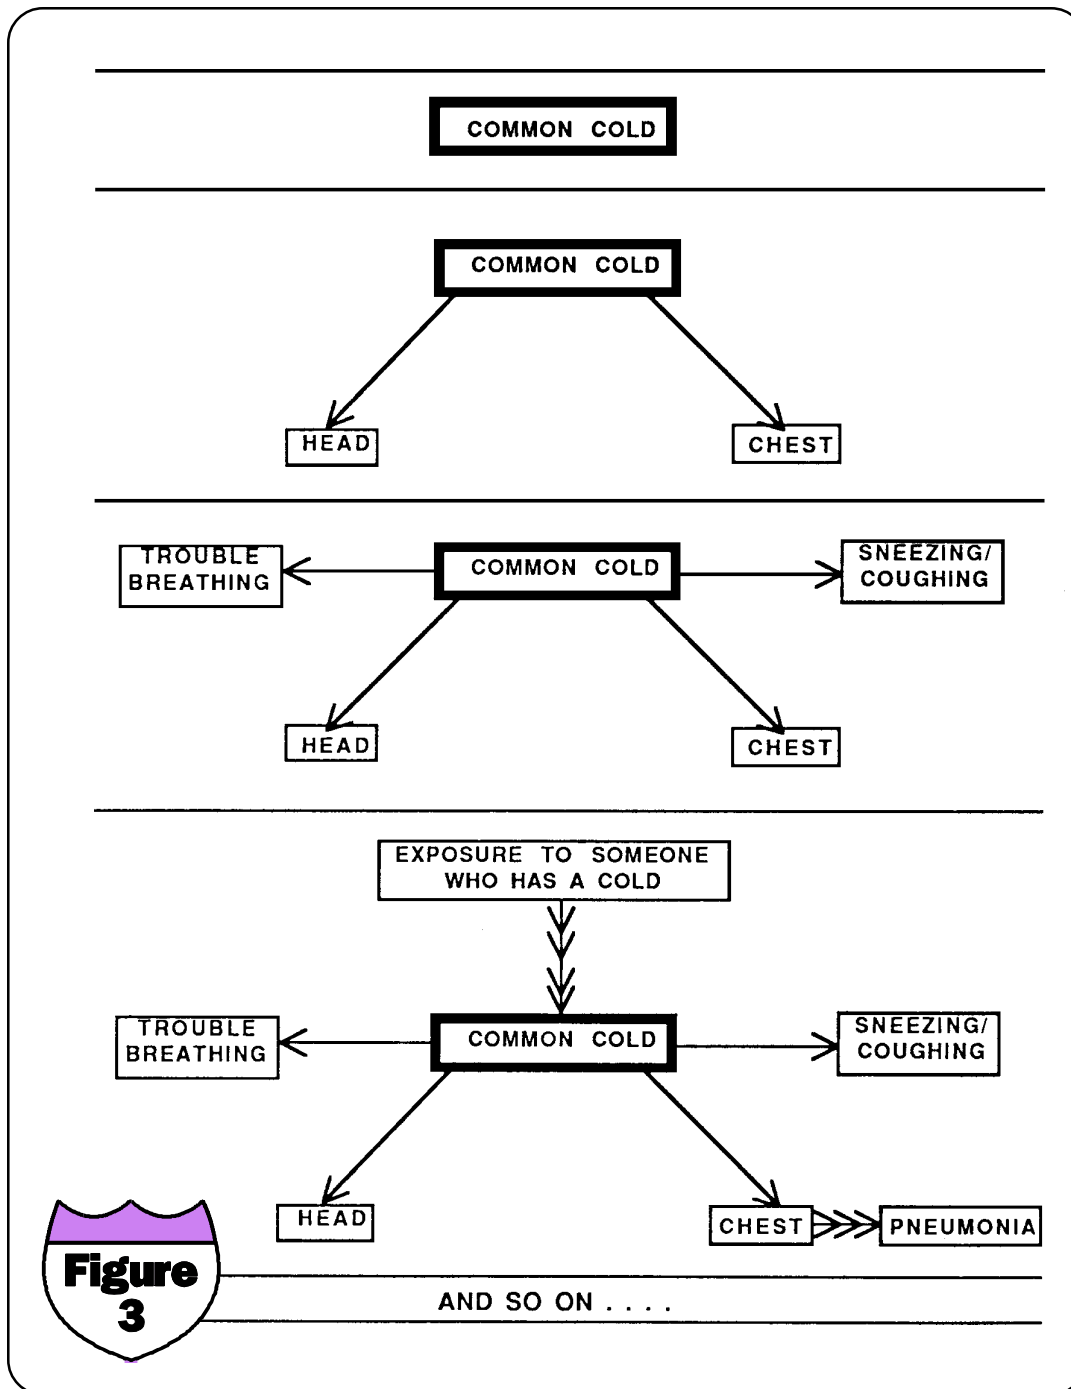 COMMON COLD
COMMON COLD
HEAD
CHEST
TROUBLE
BREATHING
COMMON COLD
SNEEZING/
COUGHING
HEAD
CHEST
EXPOSURE TO SOMEONE
WHO HAS A COLD
TROUBLE
BREATHING
COMMON COLD
SNEEZING/
COUGHING
HEAD
CHEST
PNEUMONIA
Figure
3
AND SO ON . . . .